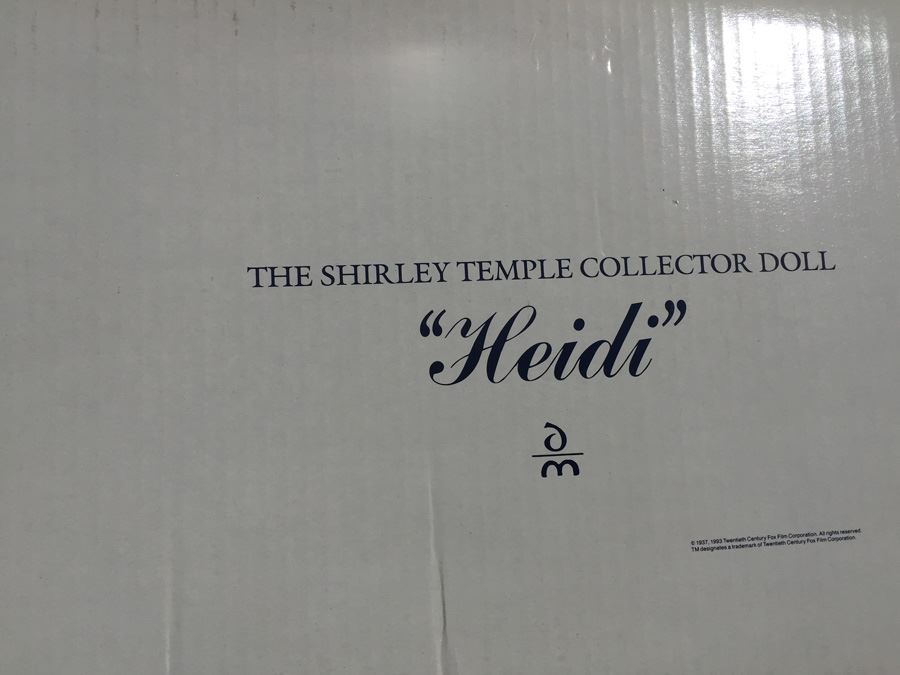 THE SHIRLEY TEMPLE COLLECTOR DOLL
“Heidi”
© 1937, 1993 Twentieth Century Fox Film Corporation. All rights reserved.
TM designates a trademark of Twentieth Century Fox Film Corporation.